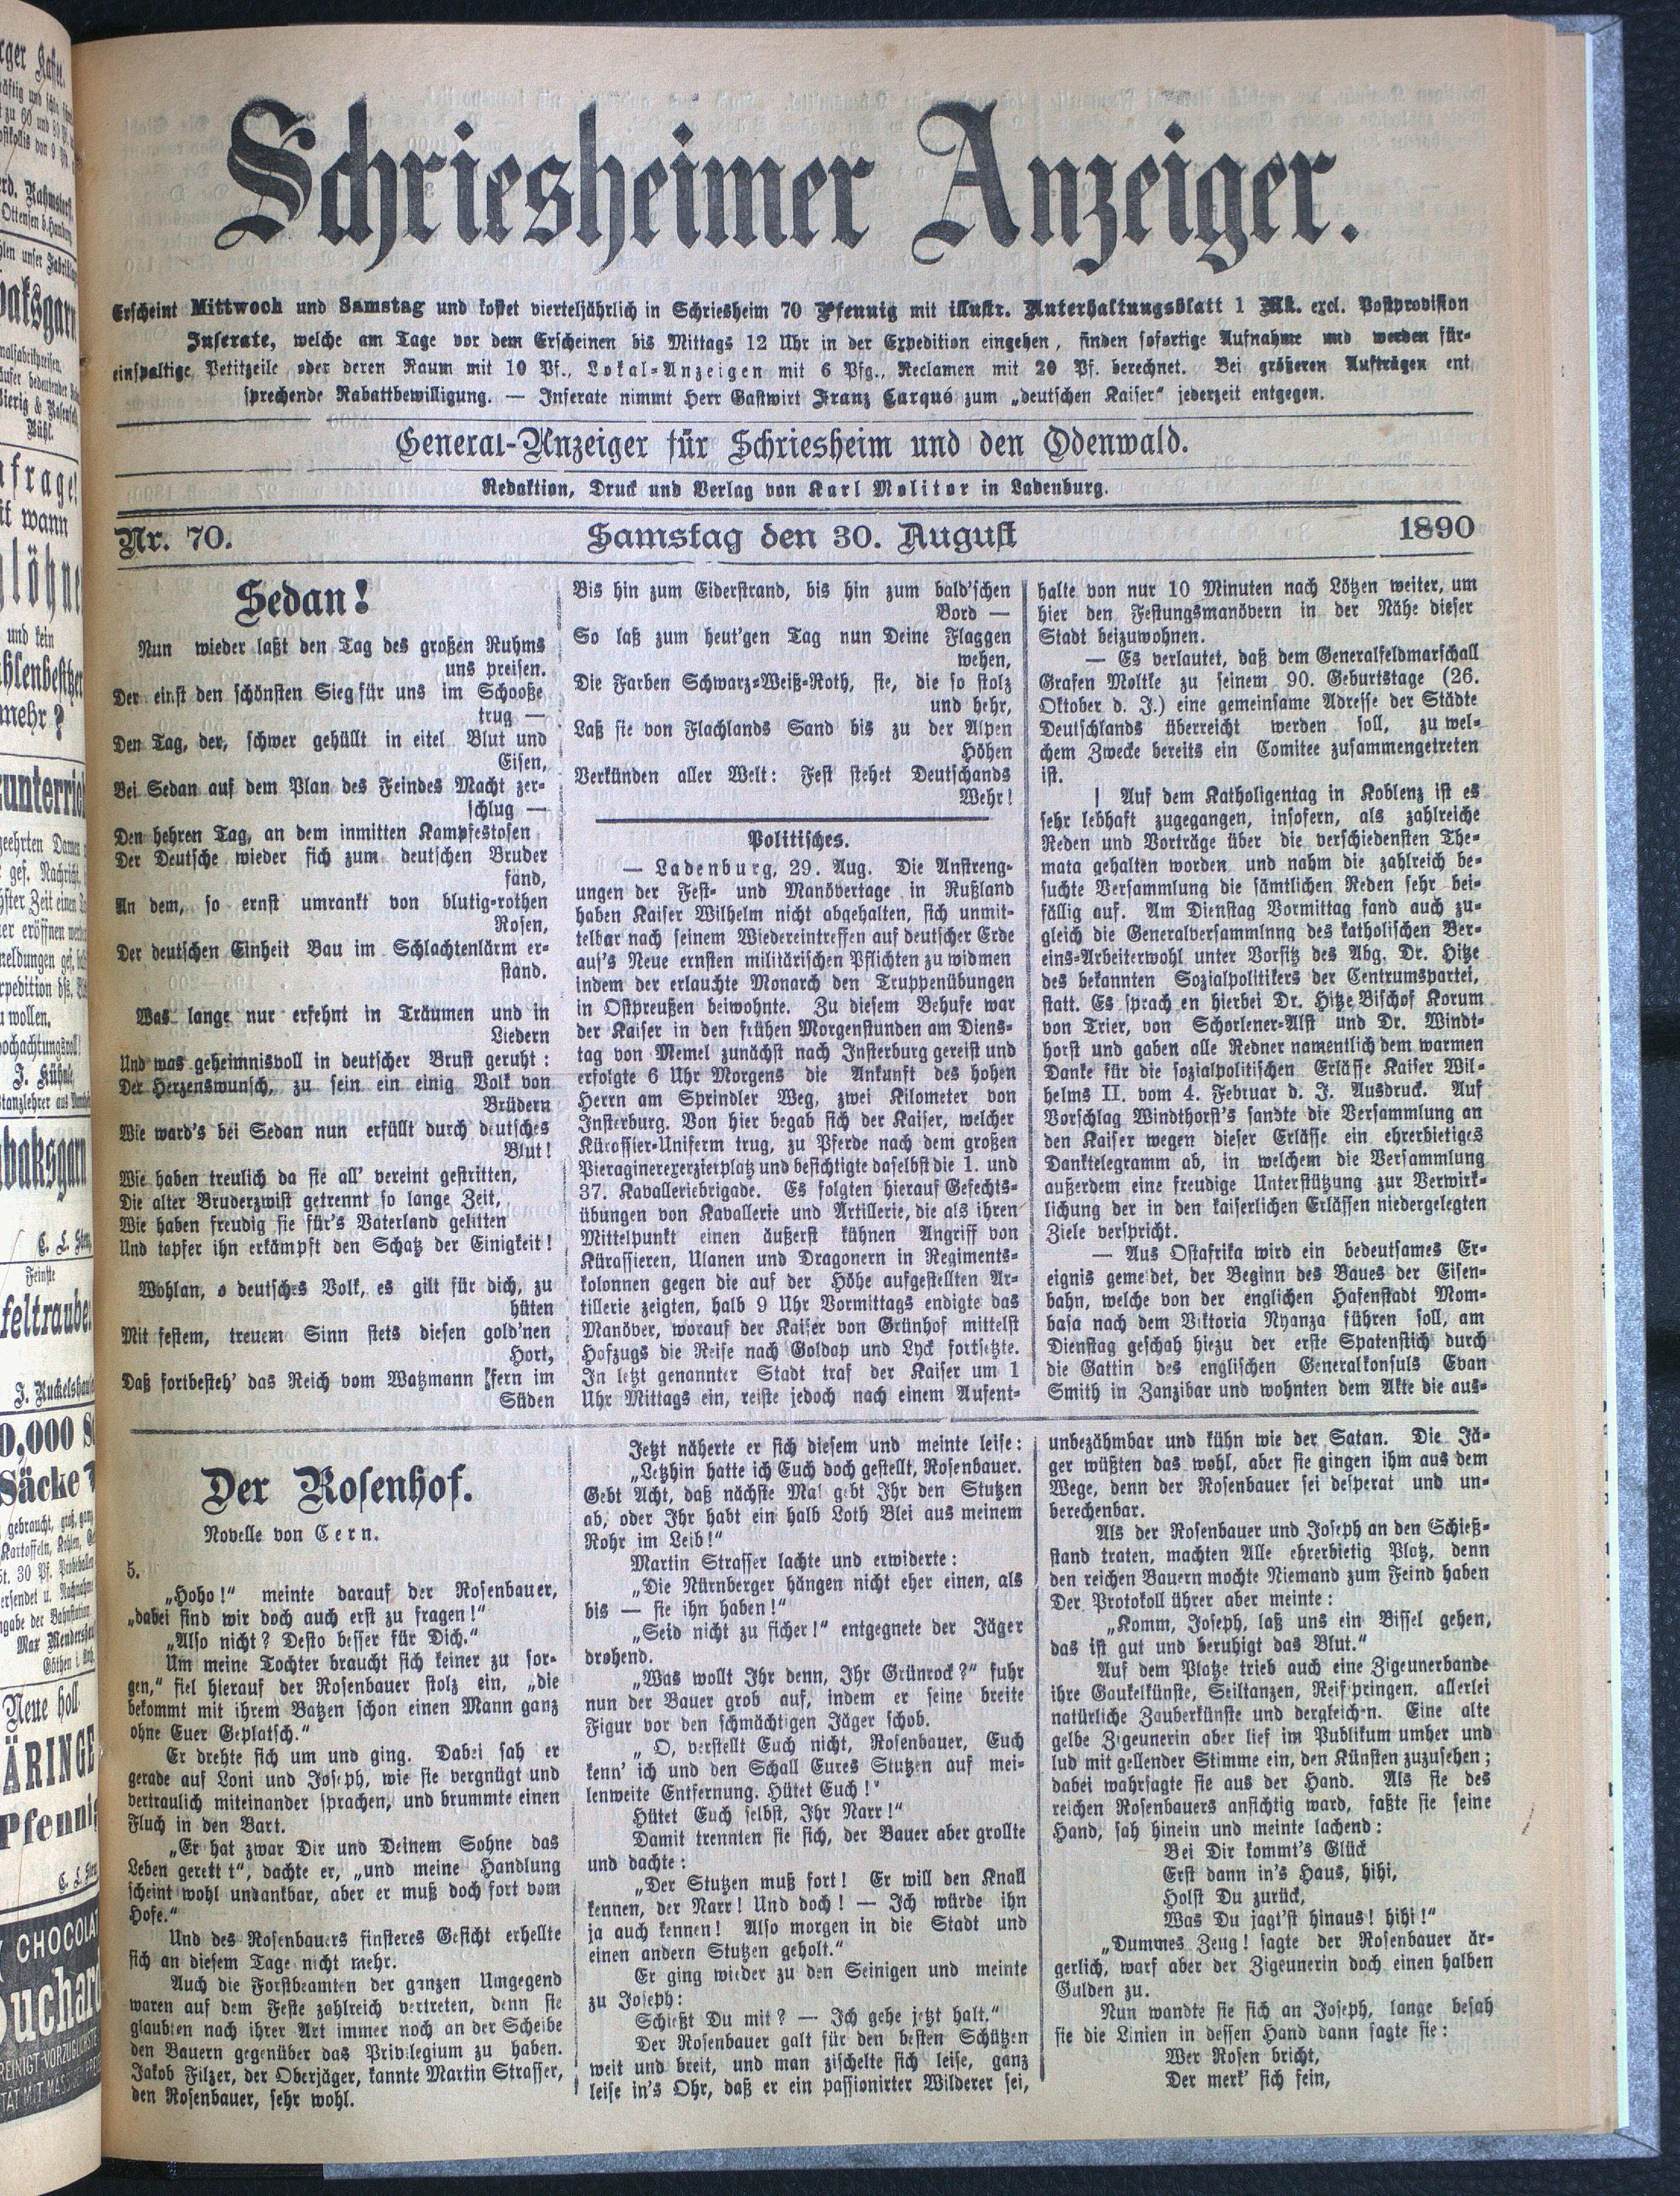 Schriesheimer Anzeiger.
Erscheint Mittwoch und Samstag und kostet vierteljährlich in Schriesheim 70 Pfennig mit illustr. Unterhaltungsblatt 1 Mk. excl. Postprovision
Inserate, welche am Tage vor dem Erscheinen bis Mittags 12 Uhr in der Expedition eingehen, finden sofortige Aufnahme und werden für-
einspaltige Petitzeile oder deren Raum mit 10 Pf., Lokal-Anzeigen mit 6 Pfg., Reclamen mit 20 Pf. berechnet. Bei größeren Aufträgen ent,
sprechende Rabattbewilligung. — Inserate nimmt Herr Gastwirt Franz Carqué zum „deutschen Kaiser“ jederzeit entgegen.
General-Anzeiger für Schriesheim und den Odenwald.
Redaktion, Druck und Verlag von Karl Molitor in Ladenburg.
Nr. 70. Samstag den 30. August 1890
Sedan!
Nun wieder laßt den Tag des großen Ruhms
uns preisen.
Der einst den schönsten Sieg für uns im Schooße
trug —
Den Tag, der, schwer gehüllt in eitel Blut und
Eisen,
Bei Sedan auf dem Plan des Feindes Macht zer-
schlug —
Den hehren Tag, an dem inmitten Kampfestosen
Der Deutsche wieder sich zum deutschen Bruder
fand,
An dem, so ernst umrankt von blutig-rothen
Rosen,
Der deutschen Einheit Bau im Schlachtenlärm er-
stand.
Was lange nur ersehnt in Träumen und in
Liedern
Und was geheimnisvoll in deutscher Brust geruht:
Der Herzenswunsch, zu sein ein einig Volk von
Brüdern
Wie ward's bei Sedan nun erfüllt durch deutsches
Blut!
Wie haben treulich da sie all' vereint gestritten,
Die alter Bruderzwist getrennt so lange Zeit,
Wie haben freudig sie für's Vaterland gelitten
Und tapfer ihn erkämpft den Schatz der Einigkeit!
Wohlan, o deutsches Volk, es gilt für dich, zu
hüten
Mit festem, treuem Sinn stets diesen gold'nen
Hort,
Daß fortbesteh' das Reich vom Watzmann fern im
Süden
Bis hin zum Eiderstrand, bis hin zum bald'schen
Bord —
So laß zum heut'gen Tag nun Deine Flaggen
wehen,
Die Farben Schwarz-Weiß-Roth, sie, die so stolz
und hehr,
Laß sie von Flachlands Sand bis zu der Alpen
Höhen
Verkünden aller Welt: Fest stehet Deutschands
Wehr!
Politisches.
— Ladenburg, 29. Aug. Die Anstreng-
ungen der Fest- und Manövertage in Rußland
haben Kaiser Wilhelm nicht abgehalten, sich unmit-
telbar nach seinem Wiedereintreffen auf deutscher Erde
aus's Neue ernsten militärischen Pflichten zu widmen
indem der erlauchte Monarch den Truppenübungen
in Ostpreußen beiwohnte. Zu diesem Behufe war
der Kaiser in den frühen Morgenstunden am Diens-
tag von Memel zunächst nach Insterburg gereist und
erfolgte 6 Uhr Morgens die Ankunft des hohen
Herrn am Sprindler Weg, zwei Kilometer von
Insterburg. Von hier begab sich der Kaiser, welcher
Kürassier-Uniferm trug, zu Pferde nach dem großen
Pieraginerexerzierplatz und besichtigte daselbst die 1. und
37. Kavalleriebrigade. Es folgten hierauf Gefechts-
übungen von Kavallerie und Artillerie, die als ihren
Mittelpunkt einen äußerst kühnen Angriff von
Kürassieren, Ulanen und Dragonern in Regiments-
kolonnen gegen die auf der Höhe aufgestellten Ar-
tillerie zeigten, halb 9 Uhr Vormittags endigte das
Manöver, worauf der Kaiser von Grünhof mittelst
Hofzugs die Reise nach Goldap und Lyck fortsetzte.
In letzt genannter Stadt traf der Kaiser um 1
Uhr Mittags ein, reiste jedoch nach einem Aufent-
halte von nur 10 Minuten nach Lötzen weiter, um
hier den Festungsmanövern in der Nähe dieser
Stadt beizuwohnen.
— Es verlautet, daß dem Generalfeldmarschall
Grafen Moltke zu seinem 90. Geburtstage (26.
Oktober d. J.) eine gemeinsame Adresse der Städte
Deutschlands überreicht werden soll, zu wel-
chem Zwecke bereits ein Comitee zusammengetreten
ist.
| Auf dem Katholigentag in Koblenz ist es
sehr lebhaft zugegangen, insofern, als zahlreiche
Reden und Vorträge über die verschiedensten The-
mata gehalten worden und nahm die zahlreich be-
suchte Versammlung die sämtlichen Reden sehr bei-
fällig auf. Am Dienstag Vormittag fand auch zu-
gleich die Generalversammlnng des katholischen Ver-
eins-Arbeiterwohl unter Vorsitz des Abg. Dr. Hitze
des bekannten Sozialpolitikers der Centrumspartei,
statt. Es sprach en hierbei Dr. Hitze Bischof Korum
von Trier, von Schorlener-Alst und Dr. Windt-
horst und gaben alle Redner namentlich dem warmen
Danke für die sozialpolitischen Erlässe Kaiser Wil-
helms II. vom 4. Februar d. J. Ausdruck. Auf
Vorschlag Windthorst's sandte die Versammlung an
den Kaiser wegen dieser Erlässe ein ehrerbietiges
Danktelegramm ab, in welchem die Versammlung
außerdem eine freudige Unterstützung zur Verwirk-
lichung der in den kaiserlichen Erlässen niedergelegten
Ziele verspricht.
— Aus Ostafrika wird ein bedeutsames Er-
eignis gemeldet, der Beginn des Baues der Eisen-
bahn, welche von der englichen Hafenstadt Mom-
basa nach dem Viktoria Nyanza führen soll, am
Dienstag geschah hiezu der erste Spatenstich durch
die Gattin des englischen Generalkonsuls Evan
Smith in Zanzibar und wohnten dem Akte die aus-
Der Rosenhof.
Novelle von Cern.
5.
„Hoho!“ meinte darauf der Rosenbauer,
„dabei sind wir doch auch erst zu fragen!“
„Also nicht? Desto besser für Dich.“
Um meine Tochter braucht sich keiner zu sor-
gen,“ fiel hierauf der Rosenbauer stolz ein, „die
bekommt mit ihrem Batzen schon einen Mann ganz
ohne Euer Geplatsch.“
Er drehte sich um und ging. Dabei sah er
gerade auf Loni und Joseph, wie sie vergnügt und
vertraulich miteinander sprachen, und brummte einen
Fluch in den Bart.
„Er hat zwar Dir und Deinem Sohne das
Leben gerett t“, dachte er, „und meine Handlung
scheint wohl undankbar, aber er muß doch fort vom
Hofe.“
Und des Rosenbauers finsteres Gesicht erhellte
sich an diesem Tage nicht mehr.
Auch die Forstbeamten der ganzen Umgegend
waren auf dem Feste zahlreich vertreten, denn sie
glaubten nach ihrer Art immer noch an der Scheibe
den Bauern gegenüber das Privilegium zu haben.
Jakob Filzer, der Oberjäger, kannte Martin Strasser,
den Rosenbauer, sehr wohl.
Jetzt näherte er sich diesem und meinte leise:
„Letzhin hatte ich Euch doch gestellt, Rosenbauer.
Gebt Acht, daß nächste Mal gebt Ihr den Stutzen
ab, oder Ihr habt ein halb Loth Blei aus meinem
Rohr im Leib!“
Martin Strasser lachte und erwiderte:
„Die Nürnberger hängen nicht eher einen, als
bis — sie ihn haben!“
„Seid nicht zu sicher!“ entgegnete der Jäger
drohend.
„Was wollt Ihr denn, Ihr Grünrock?“ fuhr
nun der Bauer grob auf, indem er seine breite
Figur vor den schmächtigen Jäger schob.
„ O, verstellt Euch nicht, Rosenbauer, Euch
kenn' ich und den Schall Eures Stutzen auf mei-
lenweite Entfernung. Hütet Euch!“
Hütet Euch selbst, Ihr Narr!“
Damit trennten sie sich, der Bauer aber grollte
und dachte:
„Der Stutzen muß fort! Er will den Knall
kennen, der Narr! Und doch! — Ich würde ihn
ja auch kennen! Also morgen in die Stadt und
einen andern Stutzen geholt.“
Er ging wieder zu den Seinigen und meinte
zu Joseph:
Schießt Du mit? — Ich gehe jetzt halt.“
Der Rosenbauer galt für den besten Schützen
weit und breit, und man zischelte sich leise, ganz
leise in's Ohr, daß er ein passionirter Wilderer sei,
unbezähmbar und kühn wie der Satan. Die Jä-
ger wüßten das wohl, aber sie gingen ihm aus dem
Wege, denn der Rosenbauer sei desperat und un-
berechenbar.
Als der Rosenbauer und Joseph an den Schieß-
stand traten, machten Alle ehrerbietig Platz, denn
den reichen Bauern mochte Niemand zum Feind haben
Der Protokoll ührer aber meinte:
„Komm, Joseph, laß uns ein Bissel gehen,
das ist gut und beruhigt das Blut.“
Auf dem Platze trieb auch eine Zigeunerbande
ihre Gaukelkünste, Seiltanzen, Reif pringen, allerlei
natürliche Zauberkünste und dergleichen. Eine alte
gelbe Zigeunerin aber lief im Publikum umher und
lud mit gellender Stimme ein, den Künsten zuzusehen;
dabei wahrsagte sie aus der Hand. Als sie des
reichen Rosenbauers ansichtig ward, faßte sie seine
Hand, sah hinein und meinte lachend:
Bei Dir kommt's Glück
Erst dann in's Haus, hihi,
Holst Du zurück,
Was Du jagt'st hinaus! hihi!“
„Dummes Zeug! sagte der Rosenbauer är-
gerlich, warf aber der Zigeunerin doch einen halben
Gulden zu.
Nun wandte sie sich an Joseph, lange besah
sie die Linien in dessen Hand dann sagte sie:
Wer Rosen bricht,
Der merk' sich fein,